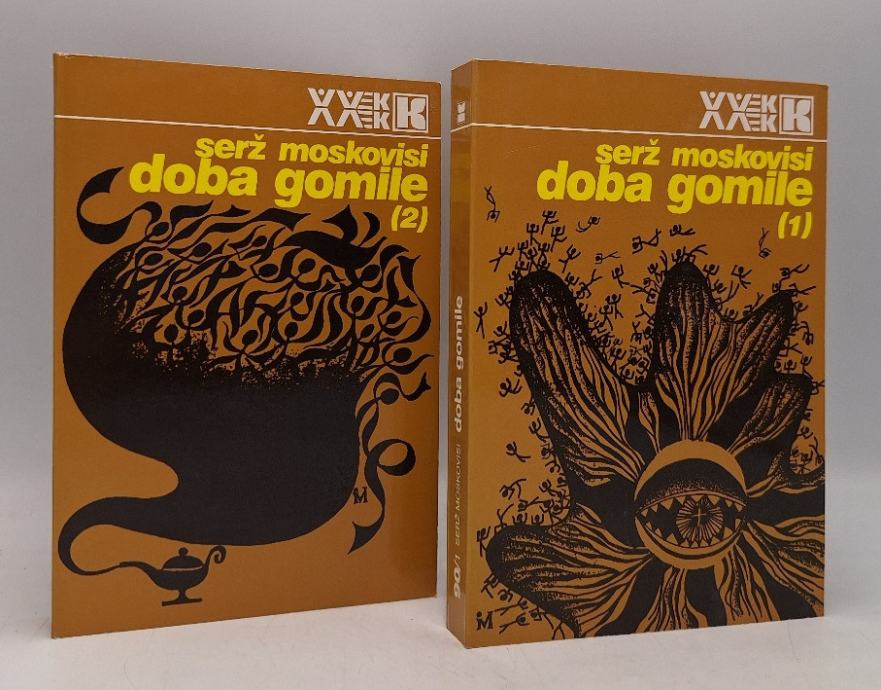 XX VEK K
serž moskovisi
doba gomile
(2)
M
K
90/1 SERŽ MOSKOVISI doba gomile
XX VEK K
serž moskovisi
doba gomile
(1)
M